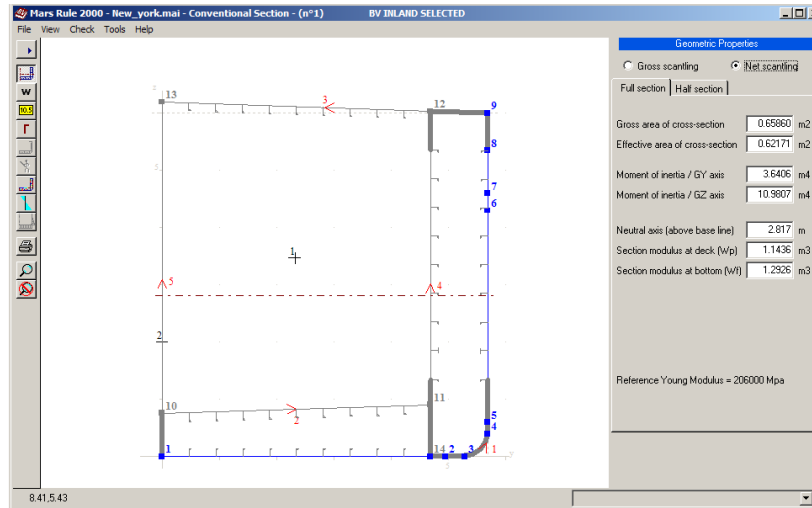 Mars Rule 2000 - New_york.mai - Conventional Section - (n°1) BV INLAND SELECTED
File View Check Tools Help
Geometric Properties
Gross scantling Net scantling
Full section Half section
Gross area of cross-section 0.65860 m2
Effective area of cross-section 0.62171 m2
Moment of inertia / GY axis 3.6406 m4
Moment of inertia / GZ axis 10.9807 m4
Neutral axis (above base line) 2.817 m
Section modulus at deck (Wp) 1.1436 m3
Section modulus at bottom (Wf) 1.2926 m3
Reference Young Modulus = 206000 Mpa
W
10.5
13 3 12 9
8
7
6
1
5 4
2
10 11
2 5
4
1 14 2 3 1
8.41,5.43